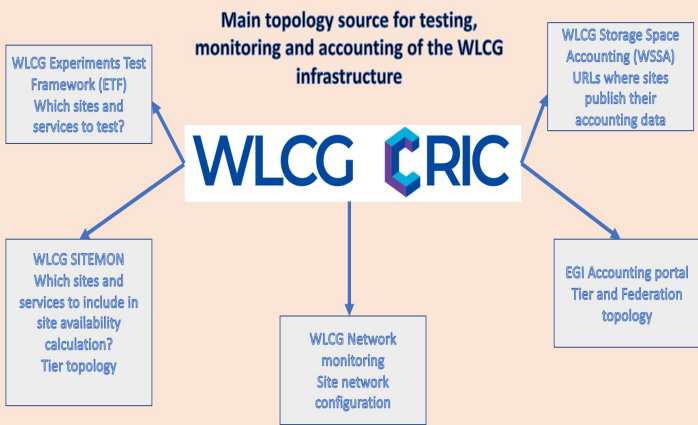 Main topology source for testing,
monitoring and accounting of the WLCG
infrastructure
WLCG Experiments Test
Framework (ETF)
Which sites and
services to test?
WLCG Storage Space
Accounting (WSSA)
URLs where sites
publish their
accounting data
WLCG CRIC
WLCG SITEMON
Which sites and
services to include in
site availability
calculation?
Tier topology
WLCG Network
monitoring
Site network
configuration
EGI Accounting portal
Tier and Federation
topology